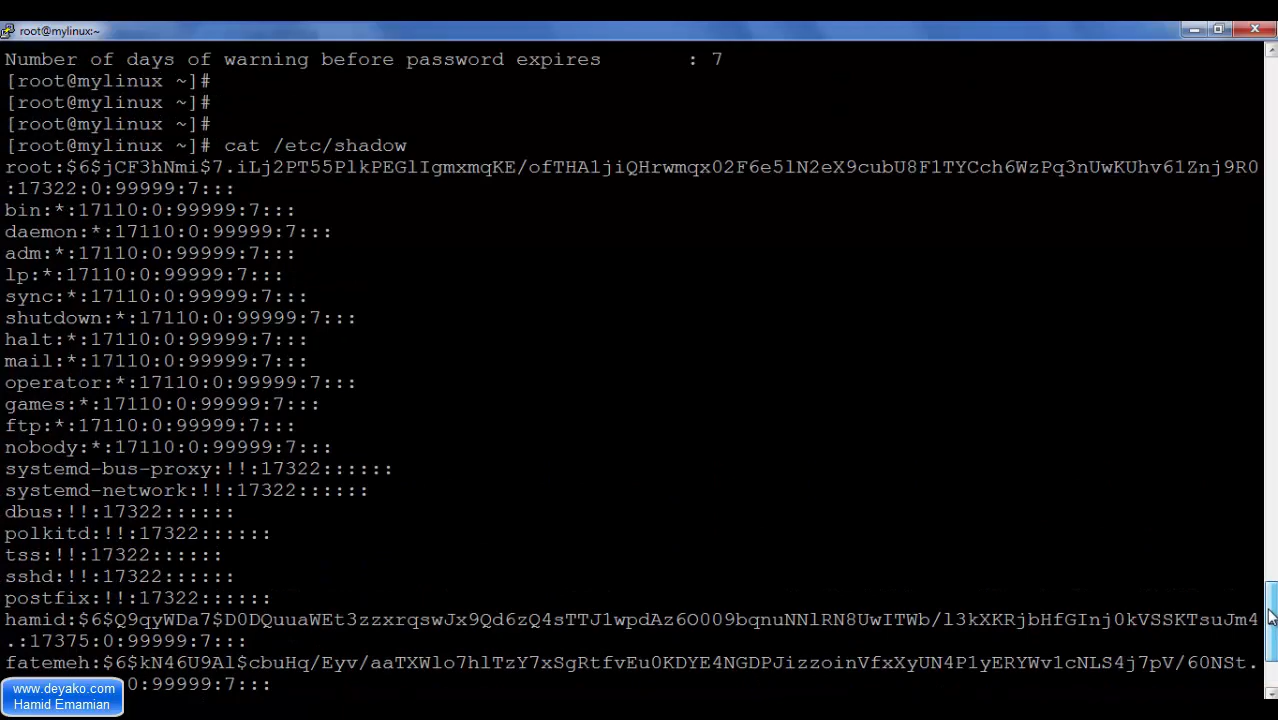 root@mylinux:~
Number of days of warning before password expires : 7
[root@mylinux ~]#
[root@mylinux ~]#
[root@mylinux ~]#
[root@mylinux ~]# cat /etc/shadow
root:$6$jCF3hNmi$7.iLj2PT55PlkPEGlIgmxmqKE/ofTHA1jiQHrwmqx02F6e5lN2eX9cubU8F1TYCch6WzPq3nUwKUhv61Znj9R0
:17322:0:99999:7:::
bin:*:17110:0:99999:7:::
daemon:*:17110:0:99999:7:::
adm:*:17110:0:99999:7:::
lp:*:17110:0:99999:7:::
sync:*:17110:0:99999:7:::
shutdown:*:17110:0:99999:7:::
halt:*:17110:0:99999:7:::
mail:*:17110:0:99999:7:::
operator:*:17110:0:99999:7:::
games:*:17110:0:99999:7:::
ftp:*:17110:0:99999:7:::
nobody:*:17110:0:99999:7:::
systemd-bus-proxy:!!:17322::::::
systemd-network:!!:17322::::::
dbus:!!:17322::::::
polkitd:!!:17322::::::
tss:!!:17322::::::
sshd:!!:17322::::::
postfix:!!:17322::::::
hamid:$6$Q9qyWDa7$D0DQuuaWEt3zzxrqswJx9Qd6zQ4sTTJ1wpdAz6O009bqnuNNlRN8UwITWb/l3kXKRjbHfGInj0kVSSKTsuJm4
.:17375:0:99999:7:::
fatemeh:$6$kN46U9Al$cbuHq/Eyv/aaTXWlo7hlTzY7xSgRtfvEu0KDYE4NGDPJizzoinVfxXyUN4P1yERYWv1cNLS4j7pV/60NSt.
0:99999:7:::
www.deyako.com
Hamid Emamian